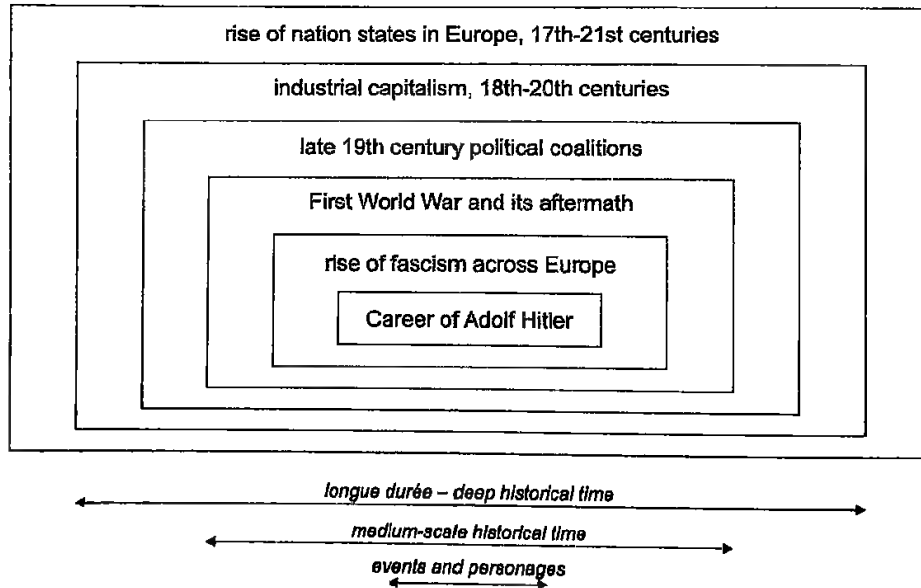 rise of nation states in Europe, 17th-21st centuries
industrial capitalism, 18th-20th centuries
late 19th century political coalitions
First World War and its aftermath
rise of fascism across Europe
Career of Adolf Hitler
longue durée – deep historical time
medium-scale historical time
events and personages